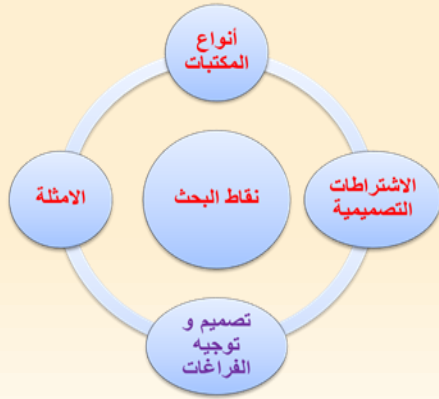 أنواع
المكتبات
الاشتراطات
التصميمية
نقاط البحث
الامثلة
تصميم و
توجيه
الفراغات